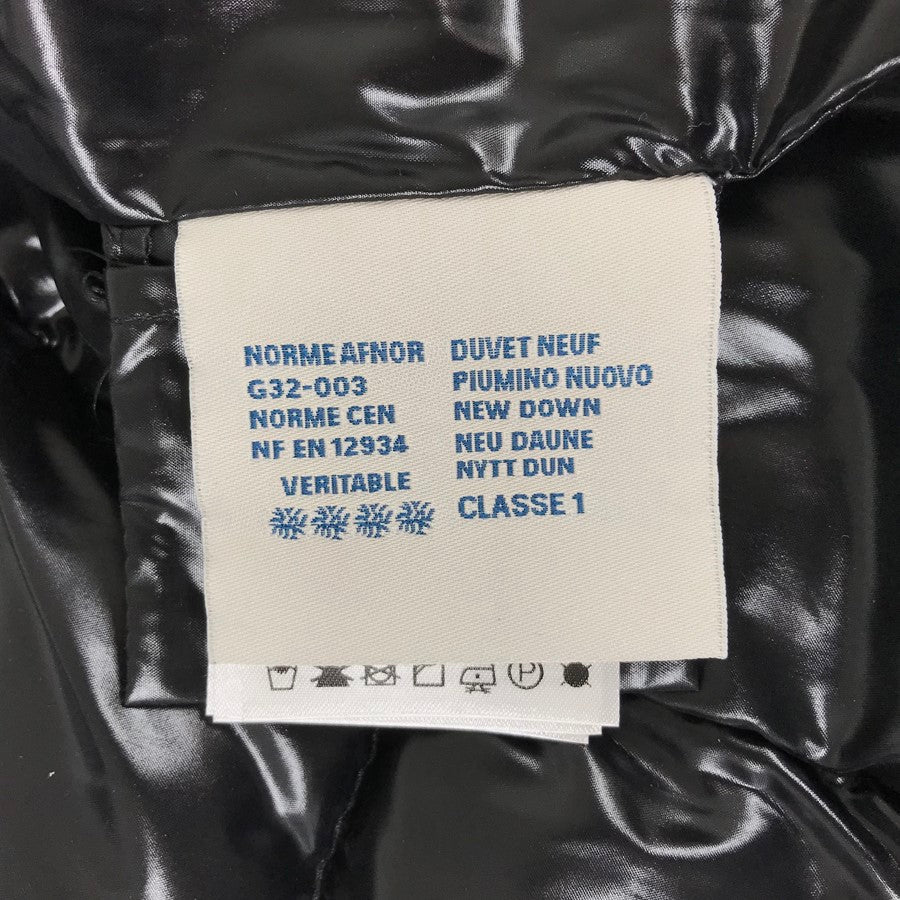 NORME AFNOR
G32-003
NORME CEN
NF EN 12934
VERITABLE
DUVET NEUF
PIUMINO NUOVO
NEW DOWN
NEU DAUNE
NYTT DUN
CLASSE 1
P